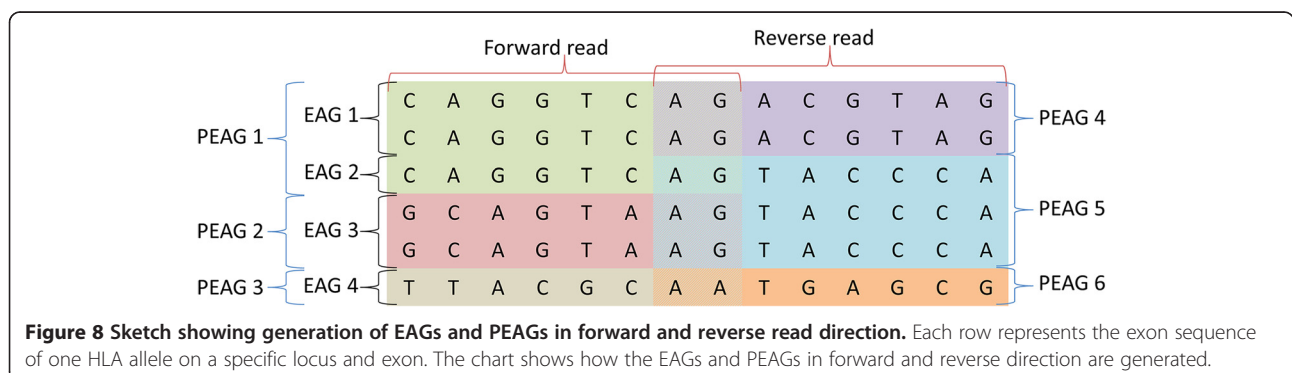 Forward read
Reverse read
PEAG 1
EAG 1
C A G G T C A G A C G T A G
PEAG 4
C A G G T C A G A C G T A G
EAG 2
C A G G T C A G T A C C C A
PEAG 2
EAG 3
G C A G T A A G T A C C C A
PEAG 5
G C A G T A A G T A C C C A
PEAG 3
EAG 4
T T A C G C A A T G A G C G
PEAG 6
Figure 8 Sketch showing generation of EAGs and PEAGs in forward and reverse read direction. Each row represents the exon sequence
of one HLA allele on a specific locus and exon. The chart shows how the EAGs and PEAGs in forward and reverse direction are generated.